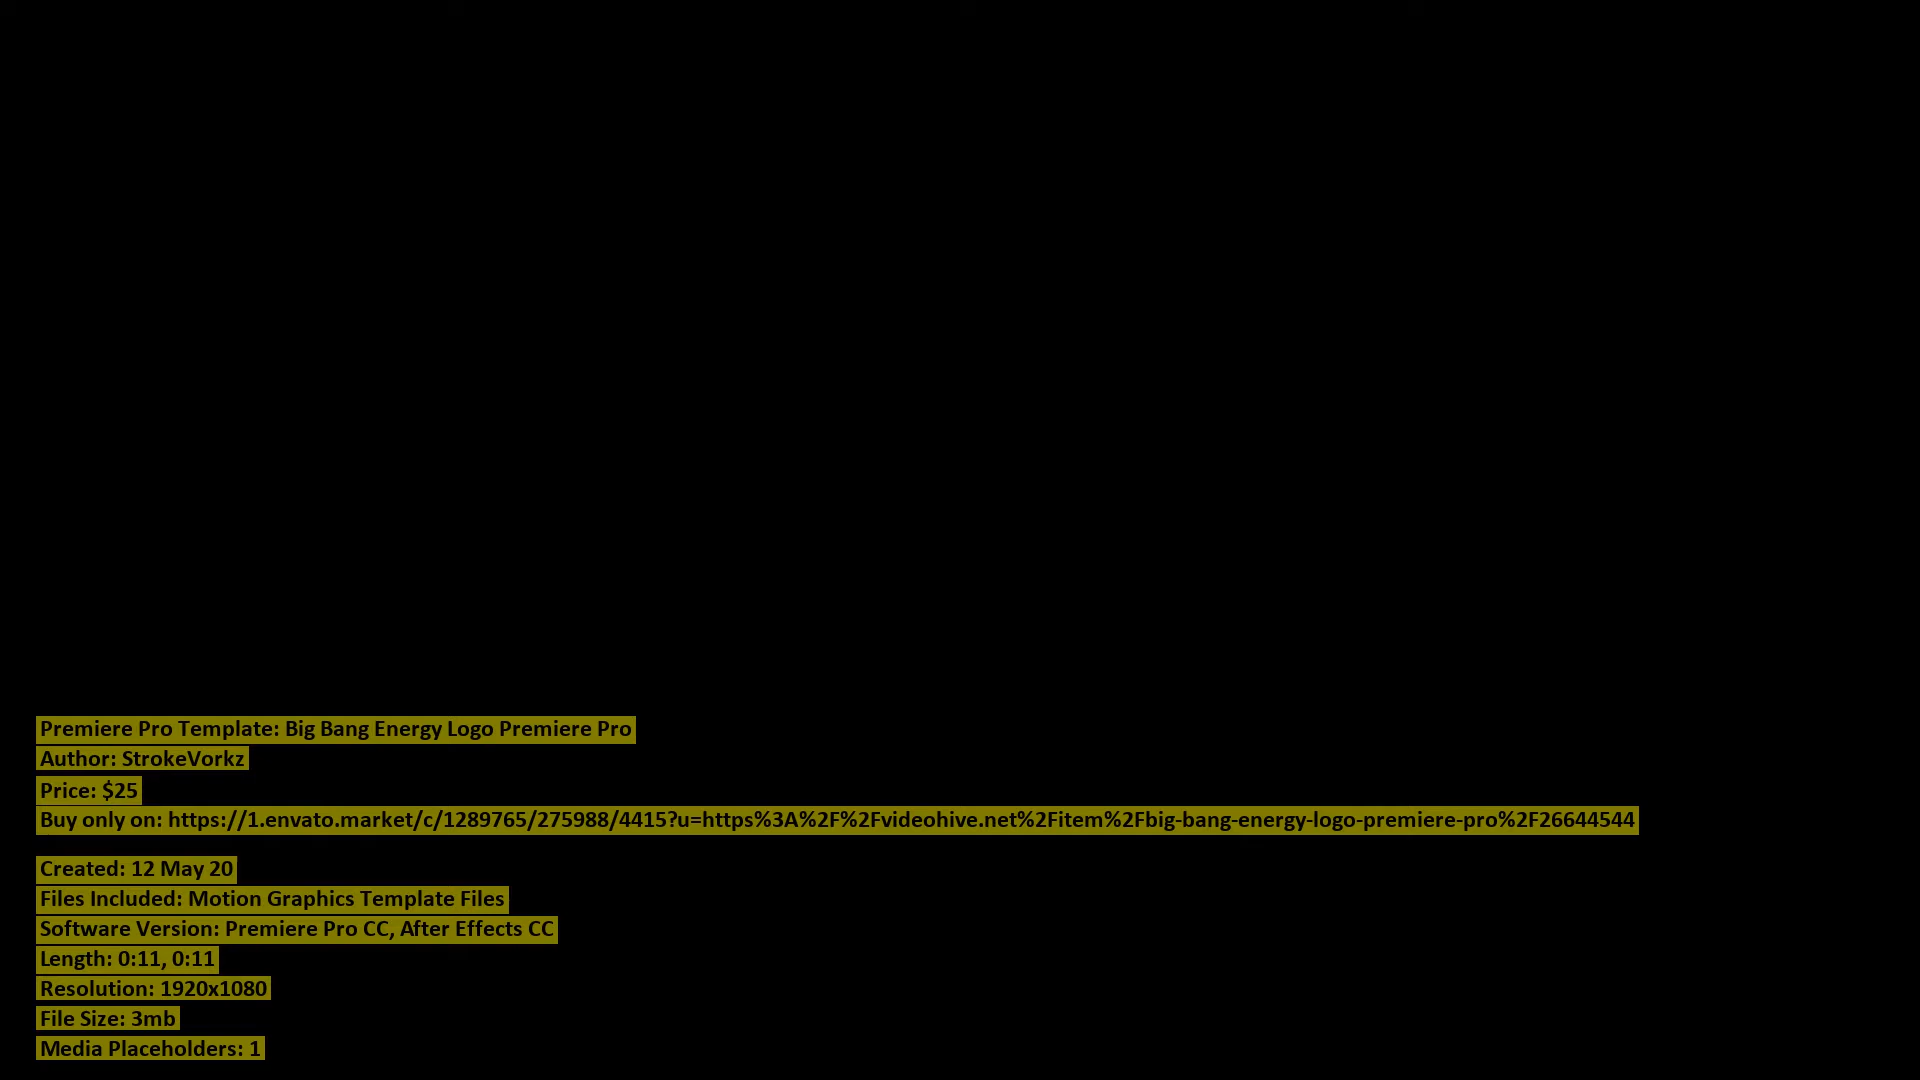 Premiere Pro Template: Big Bang Energy Logo Premiere Pro
Author: StrokeVorkz
Price: $25
Buy only on: https://1.envato.market/c/1289765/275988/4415?u=https%3A%2F%2Fvideohive.net%2Fitem%2Fbig-bang-energy-logo-premiere-pro%2F26644544
Created: 12 May 20
Files Included: Motion Graphics Template Files
Software Version: Premiere Pro CC, After Effects CC
Length: 0:11, 0:11
Resolution: 1920x1080
File Size: 3mb
Media Placeholders: 1